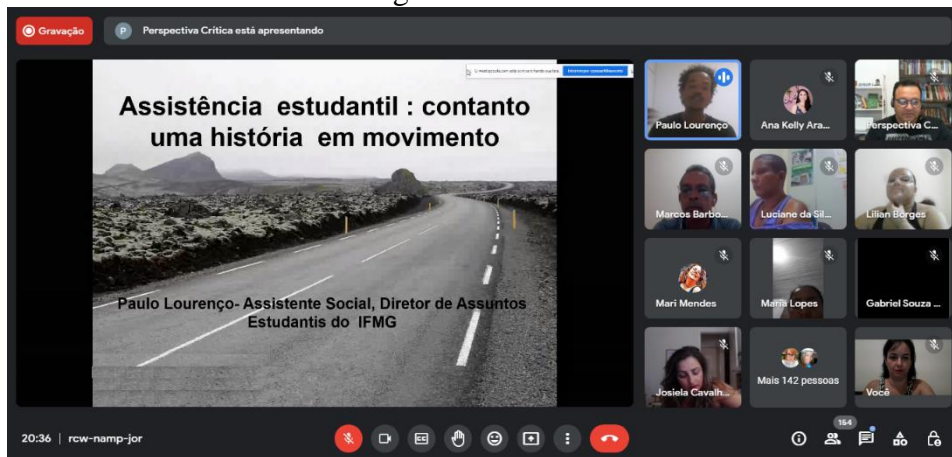 Gravação
P
Perspectiva Crítica está apresentando
Assistência estudantil : contanto
uma história em movimento
Paulo Lourenço- Assistente Social, Diretor de Assuntos
Estudantis do IFMG
Paulo Lourenço
Ana Kelly Ara...
Perspectiva C...
Marcos Barbo...
Luciane da Sil...
Lilian Borges
Mari Mendes
Maria Lopes
Gabriel Souza ...
Josiela Cavalh...
Mais 142 pessoas
Você
20:36 | rcw-namp-jor
CC
154